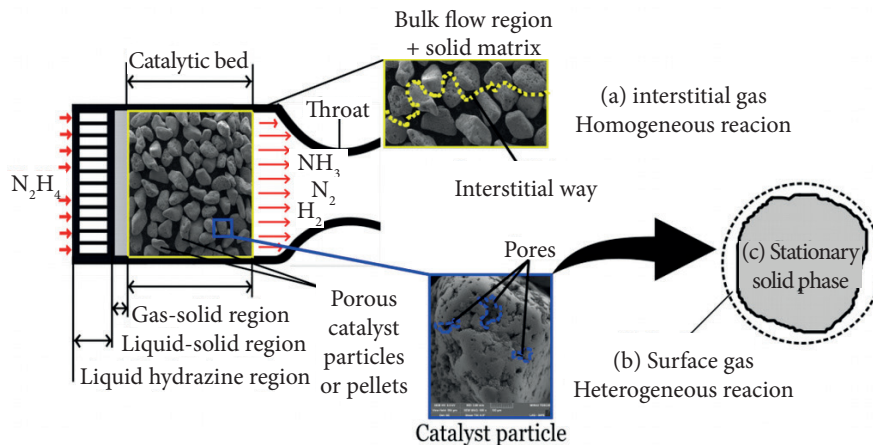 Bulk flow region
+ solid matrix
Catalytic bed
Throat
(a) interstitial gas
Homogeneous reacion
N₂H₄
NH₃
N₂
H₂
Interstitial way
Pores
(c) Stationary
solid phase
Gas-solid region
Liquid-solid region
Liquid hydrazine region
Porous
catalyst
particles
or pellets
(b) Surface gas
Heterogeneous reacion
Catalyst particle